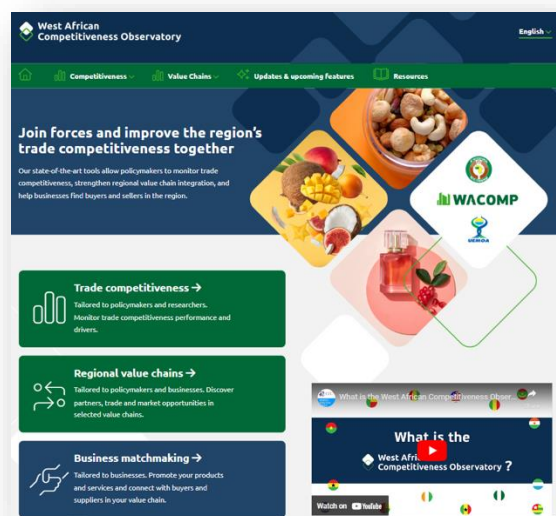 West African
Competitiveness Observatory
English
Competitiveness
Value Chains
Updates & upcoming features
Resources
Join forces and improve the region's
trade competitiveness together
Our state-of-the-art tools allow policymakers to monitor trade
competitiveness, strengthen regional value chain integration, and
help businesses find buyers and sellers in the region.
WACOMP
UEMOA
Trade competitiveness →
Tailored to policymakers and researchers.
Monitor trade competitiveness performance and
drivers.
Regional value chains →
Tailored to policymakers and businesses. Discover
partners, trade and market opportunities in
selected value chains.
Business matchmaking →
Tailored to businesses. Promote your products
and services and connect with buyers and
suppliers in your value chain.
What is the West African Competitiveness Obser...
What is the
West Afri
Competitiveness Observatory ?
Watch on YouTube